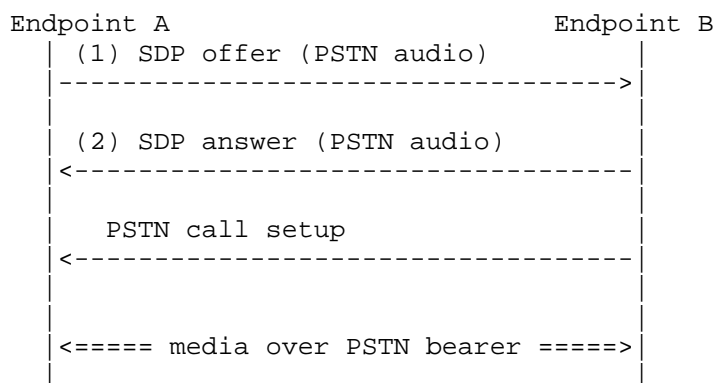 Endpoint A Endpoint B
(1) SDP offer (PSTN audio)
(2) SDP answer (PSTN audio)
PSTN call setup
<===== media over PSTN bearer =====>